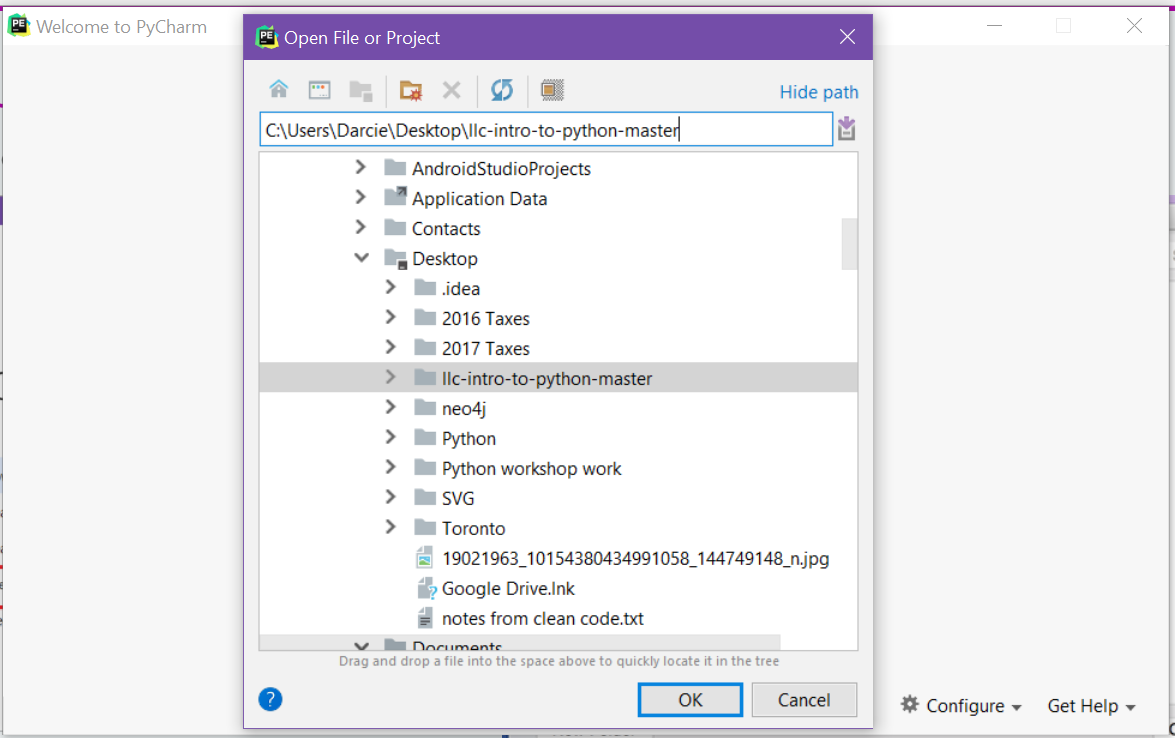 Welcome to PyCharm
Open File or Project
Hide path
C:\Users\Darcie\Desktop\llc-intro-to-python-master
AndroidStudioProjects
Application Data
Contacts
Desktop
.idea
2016 Taxes
2017 Taxes
llc-intro-to-python-master
neo4j
Python
Python workshop work
SVG
Toronto
19021963_10154380434991058_144749148_n.jpg
Google Drive.lnk
notes from clean code.txt
Documents
Drag and drop a file into the space above to quickly locate it in the tree
? OK Cancel
Configure Get Help